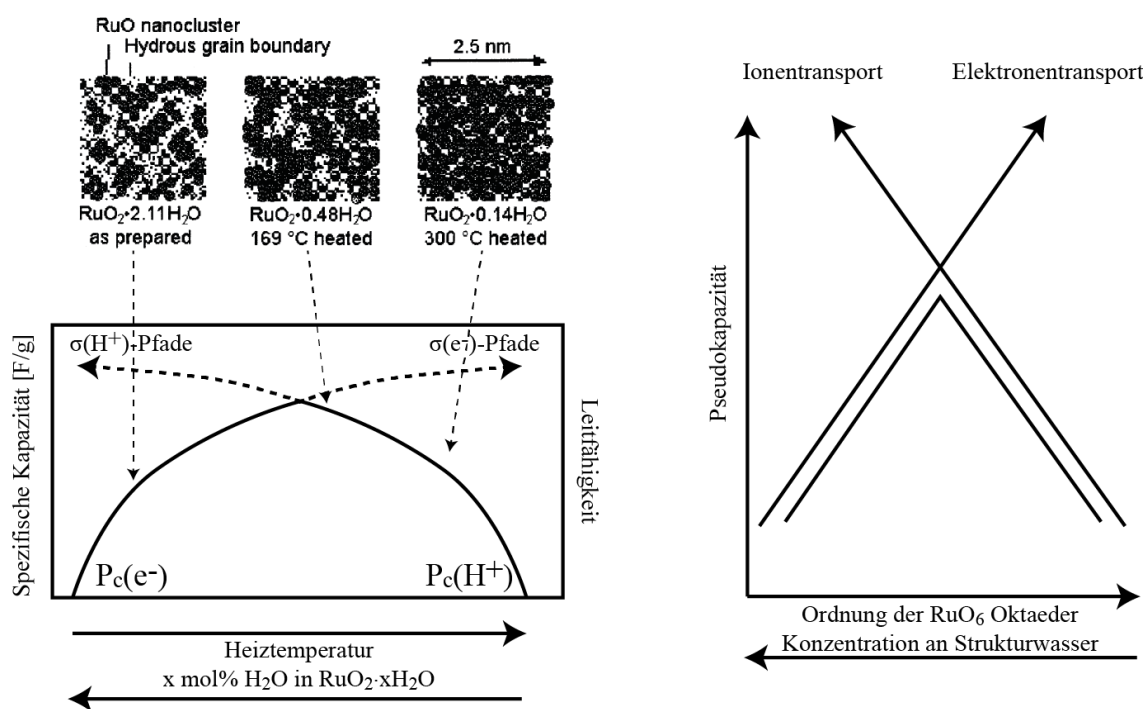 RuO nanocluster
Hydrous grain boundary
2.5 nm
RuO₂•2.11H₂O
as prepared
RuO₂•0.48H₂O
169 °C heated
RuO₂•0.14H₂O
300 °C heated
Spezifische Kapazität [F/g]
σ(H⁺)-Pfade
σ(e⁻)-Pfade
Leitfähigkeit
Pc(e-)
Pc(H⁺)
Heiztemperatur
x mol% H₂O in RuO₂·xH₂O
Ionentransport
Elektronentransport
Pseudokapazität
Ordnung der RuO₆ Oktaeder
Konzentration an Strukturwasser